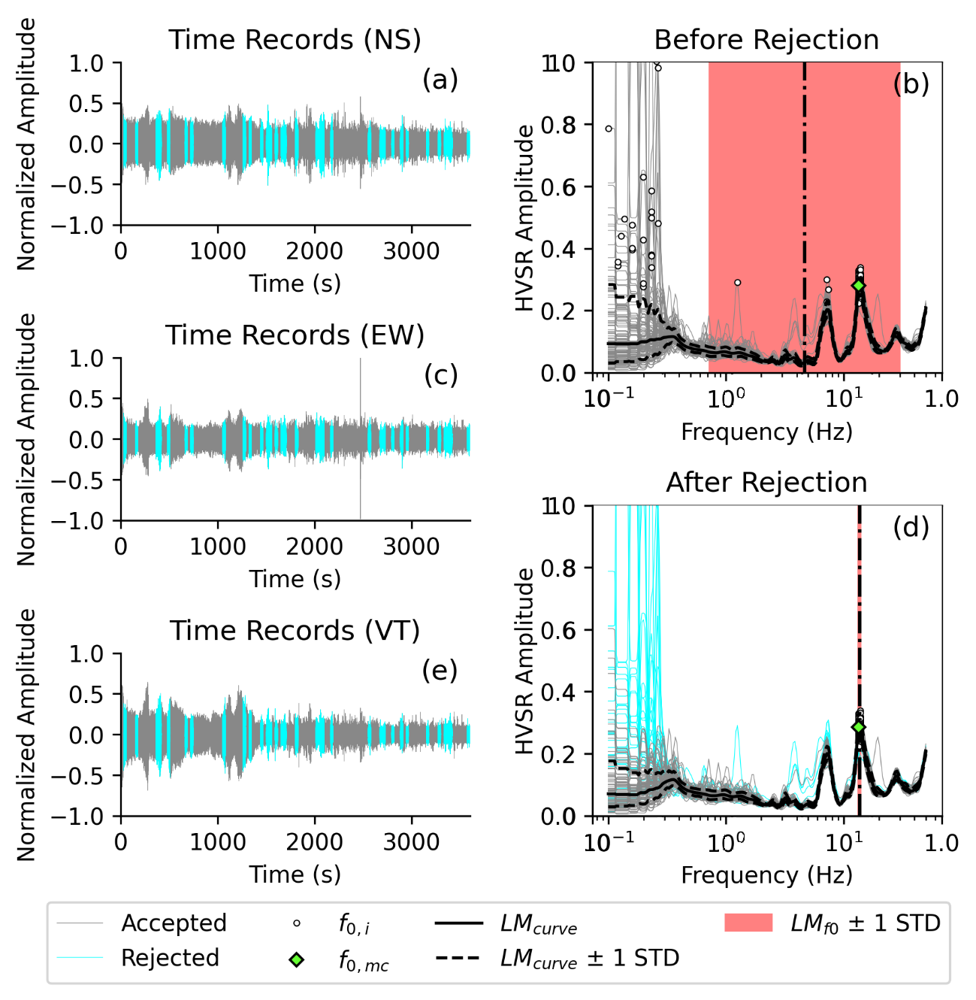 Time Records (NS)
Normalized Amplitude
1.0
0.5
0.0
−0.5
−1.0
(a)
0 1000 2000 3000
Time (s)
Before Rejection
HVSR Amplitude
1.0
0.8
0.6
0.4
0.2
0.0
(b)
10⁻¹ 10⁰ 10¹ 1.0
Frequency (Hz)
Time Records (EW)
Normalized Amplitude
1.0
0.5
0.0
−0.5
−1.0
(c)
0 1000 2000 3000
Time (s)
After Rejection
HVSR Amplitude
1.0
0.8
0.6
0.4
0.2
0.0
(d)
10⁻¹ 10⁰ 10¹ 1.0
Frequency (Hz)
Time Records (VT)
Normalized Amplitude
1.0
0.5
0.0
−0.5
−1.0
(e)
0 1000 2000 3000
Time (s)
Accepted
Rejected
f0,i
f0,mc
LMcurve
LMcurve ± 1 STD
LMf0 ± 1 STD